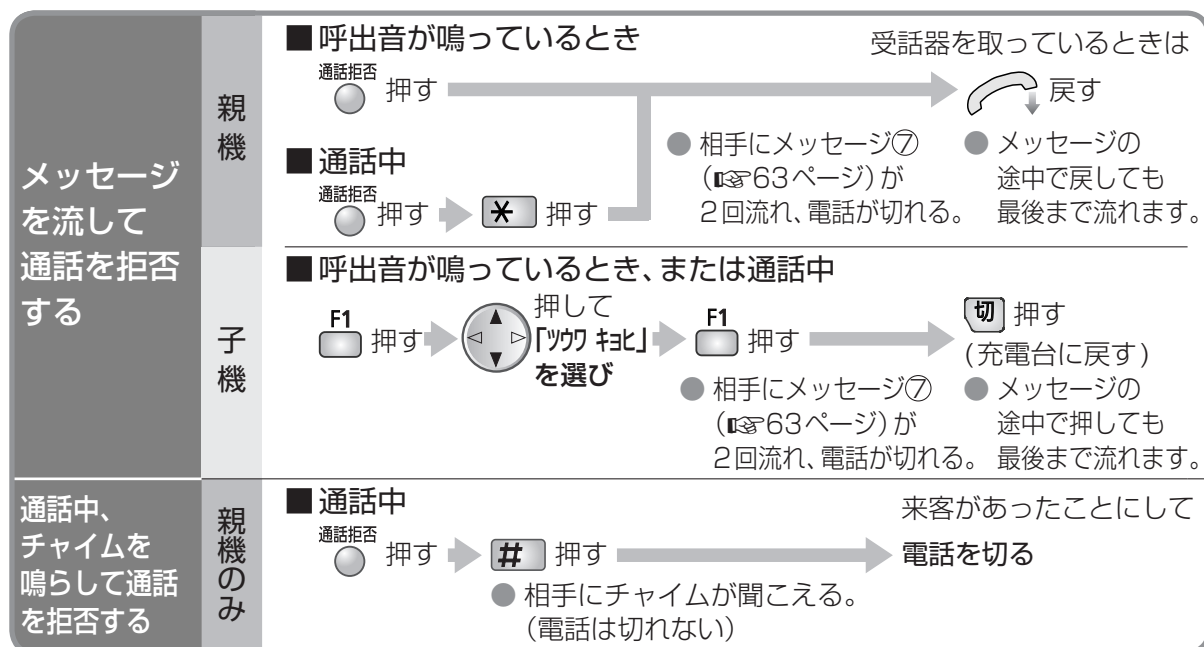 メッセージ
を流して
通話を拒否
する
親機
■呼出音が鳴っているとき
通話拒否
押す
受話器を取っているときは
戻す
■通話中
通話拒否
押す
* 押す
● 相手にメッセージ⑦
(☞63ページ)が
2回流れ、電話が切れる。
● メッセージの
途中で戻しても
最後まで流れます。
子機
■呼出音が鳴っているとき、または通話中
F1
押す
押して
「ツウワ キョヒ」
を選び
F1
押す
切 押す
(充電台に戻す)
● 相手にメッセージ⑦
(☞63ページ)が
2回流れ、電話が切れる。
● メッセージの
途中で押しても
最後まで流れます。
通話中、
チャイムを
鳴らして通話
を拒否する
親機のみ
■通話中
通話拒否
押す
# 押す
● 相手にチャイムが聞こえる。
(電話は切れない)
来客があったことにして
電話を切る